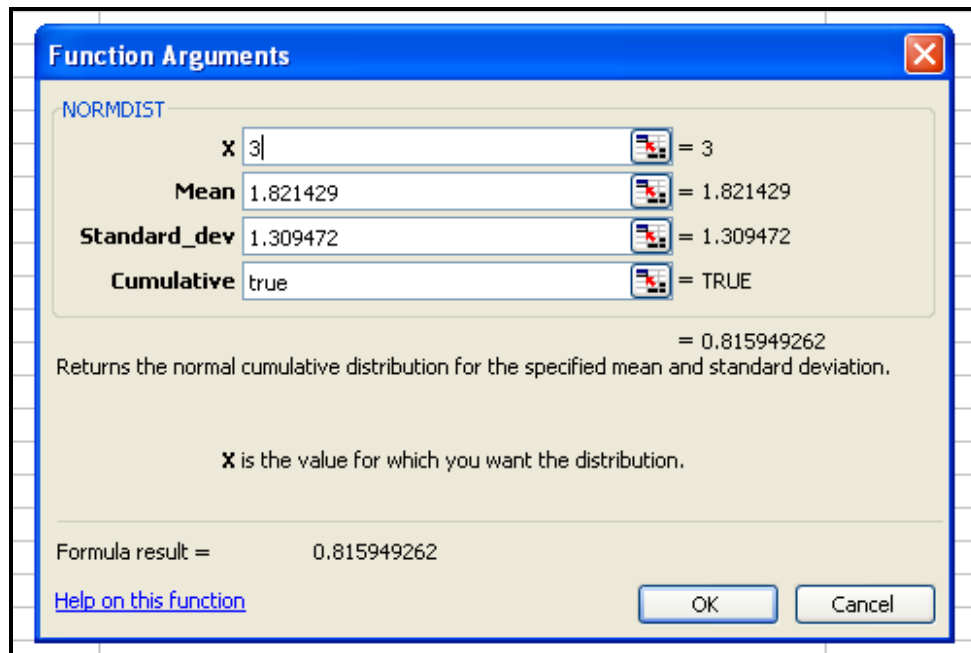 Function Arguments
NORMDIST
X 3 = 3
Mean 1.821429 = 1.821429
Standard_dev 1.309472 = 1.309472
Cumulative true = TRUE
= 0.815949262
Returns the normal cumulative distribution for the specified mean and standard deviation.
X is the value for which you want the distribution.
Formula result = 0.815949262
Help on this function OK Cancel